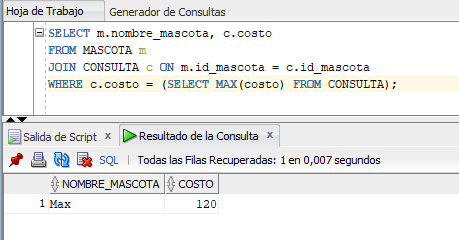 Hoja de Trabajo Generador de Consultas
SELECT m.nombre_mascota, c.costo
FROM MASCOTA m
JOIN CONSULTA c ON m.id_mascota = c.id_mascota
WHERE c.costo = (SELECT MAX(costo) FROM CONSULTA);
Salida de Script x Resultado de la Consulta x
SQL | Todas las Filas Recuperadas: 1 en 0,007 segundos
NOMBRE_MASCOTA COSTO
1 Max 120